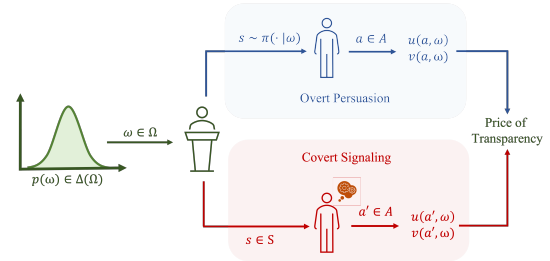 s ~ π(· |ω)
a ∈ A
u(a, ω)
v(a, ω)
Overt Persuasion
ω ∈ Ω
p(ω) ∈ Δ(Ω)
Price of
Transparency
Covert Signaling
s ∈ S
a′ ∈ A
u(a′, ω)
v(a′, ω)